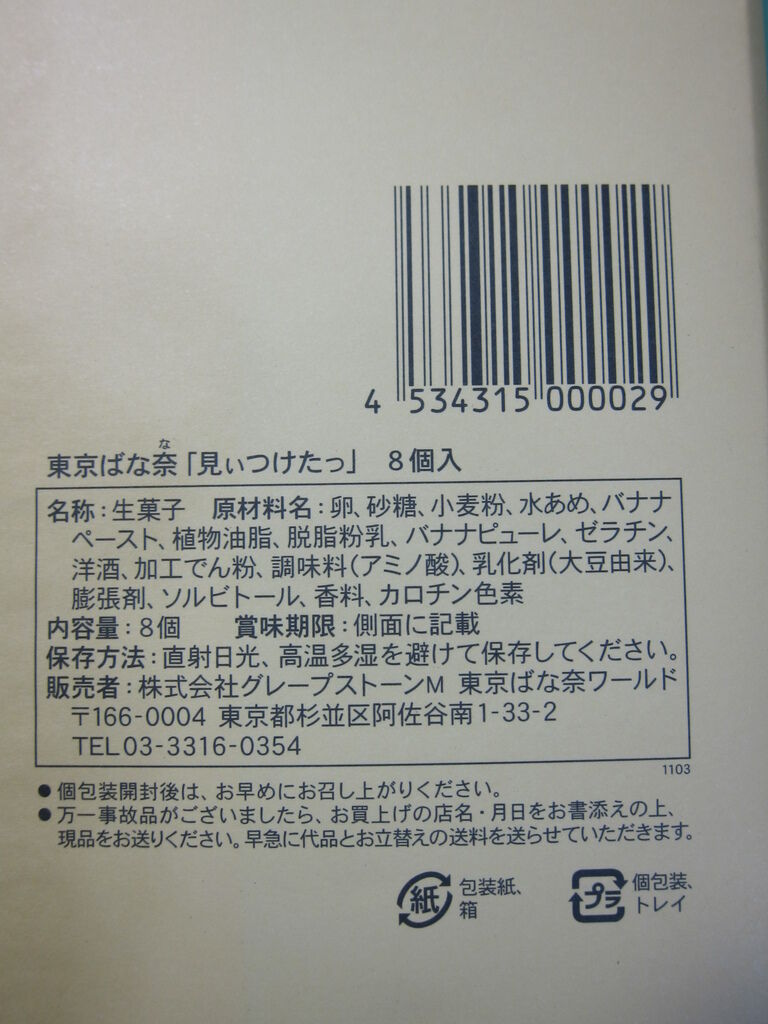 4 534315 000029
な
東京ばな奈「見ぃつけたっ」 8個入
名称：生菓子 原材料名：卵、砂糖、小麦粉、水あめ、バナナ
ペースト、植物油脂、脱脂粉乳、バナナピューレ、ゼラチン、
洋酒、加工でん粉、調味料（アミノ酸）、乳化剤（大豆由来）、
膨張剤、ソルビトール、香料、カロチン色素
内容量：8個 賞味期限：側面に記載
保存方法：直射日光、高温多湿を避けて保存してください。
販売者：株式会社グレープストーンM 東京ばな奈ワールド
〒166-0004 東京都杉並区阿佐谷南1-33-2
TEL03-3316-0354
1103
●個包装開封後は、お早めにお召し上がりください。
●万一事故品がございましたら、お買上げの店名・月日をお書添えの上、
現品をお送りください。早急に代品とお立替えの送料を送らせていただきます。
紙 包装紙、
箱
プラ 個包装、
トレイ